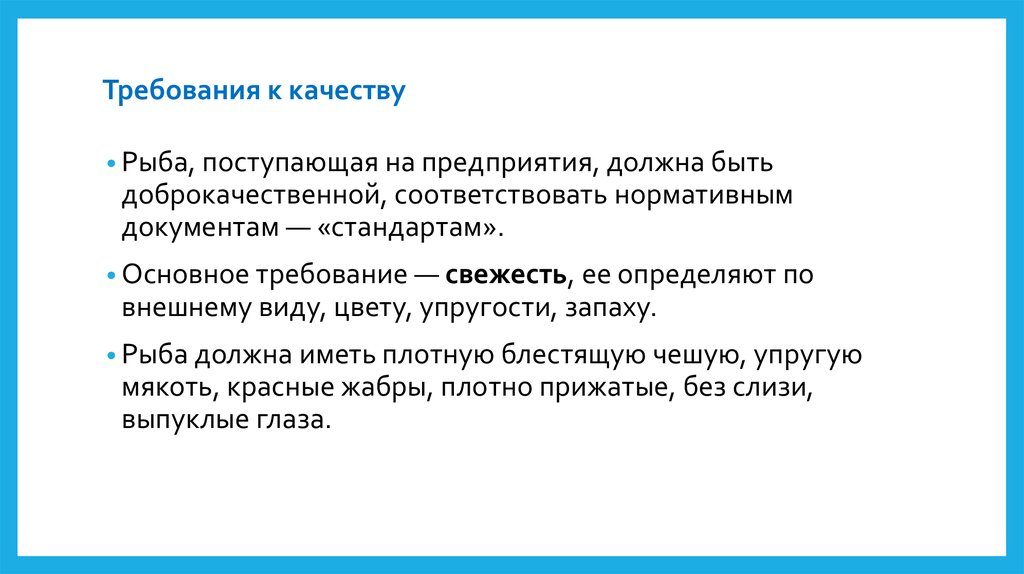 Требования к качеству
• Рыба, поступающая на предприятия, должна быть
доброкачественной, соответствовать нормативным
документам — «стандартам».
• Основное требование — свежесть, ее определяют по
внешнему виду, цвету, упругости, запаху.
• Рыба должна иметь плотную блестящую чешую, упругую
мякоть, красные жабры, плотно прижатые, без слизи,
выпуклые глаза.